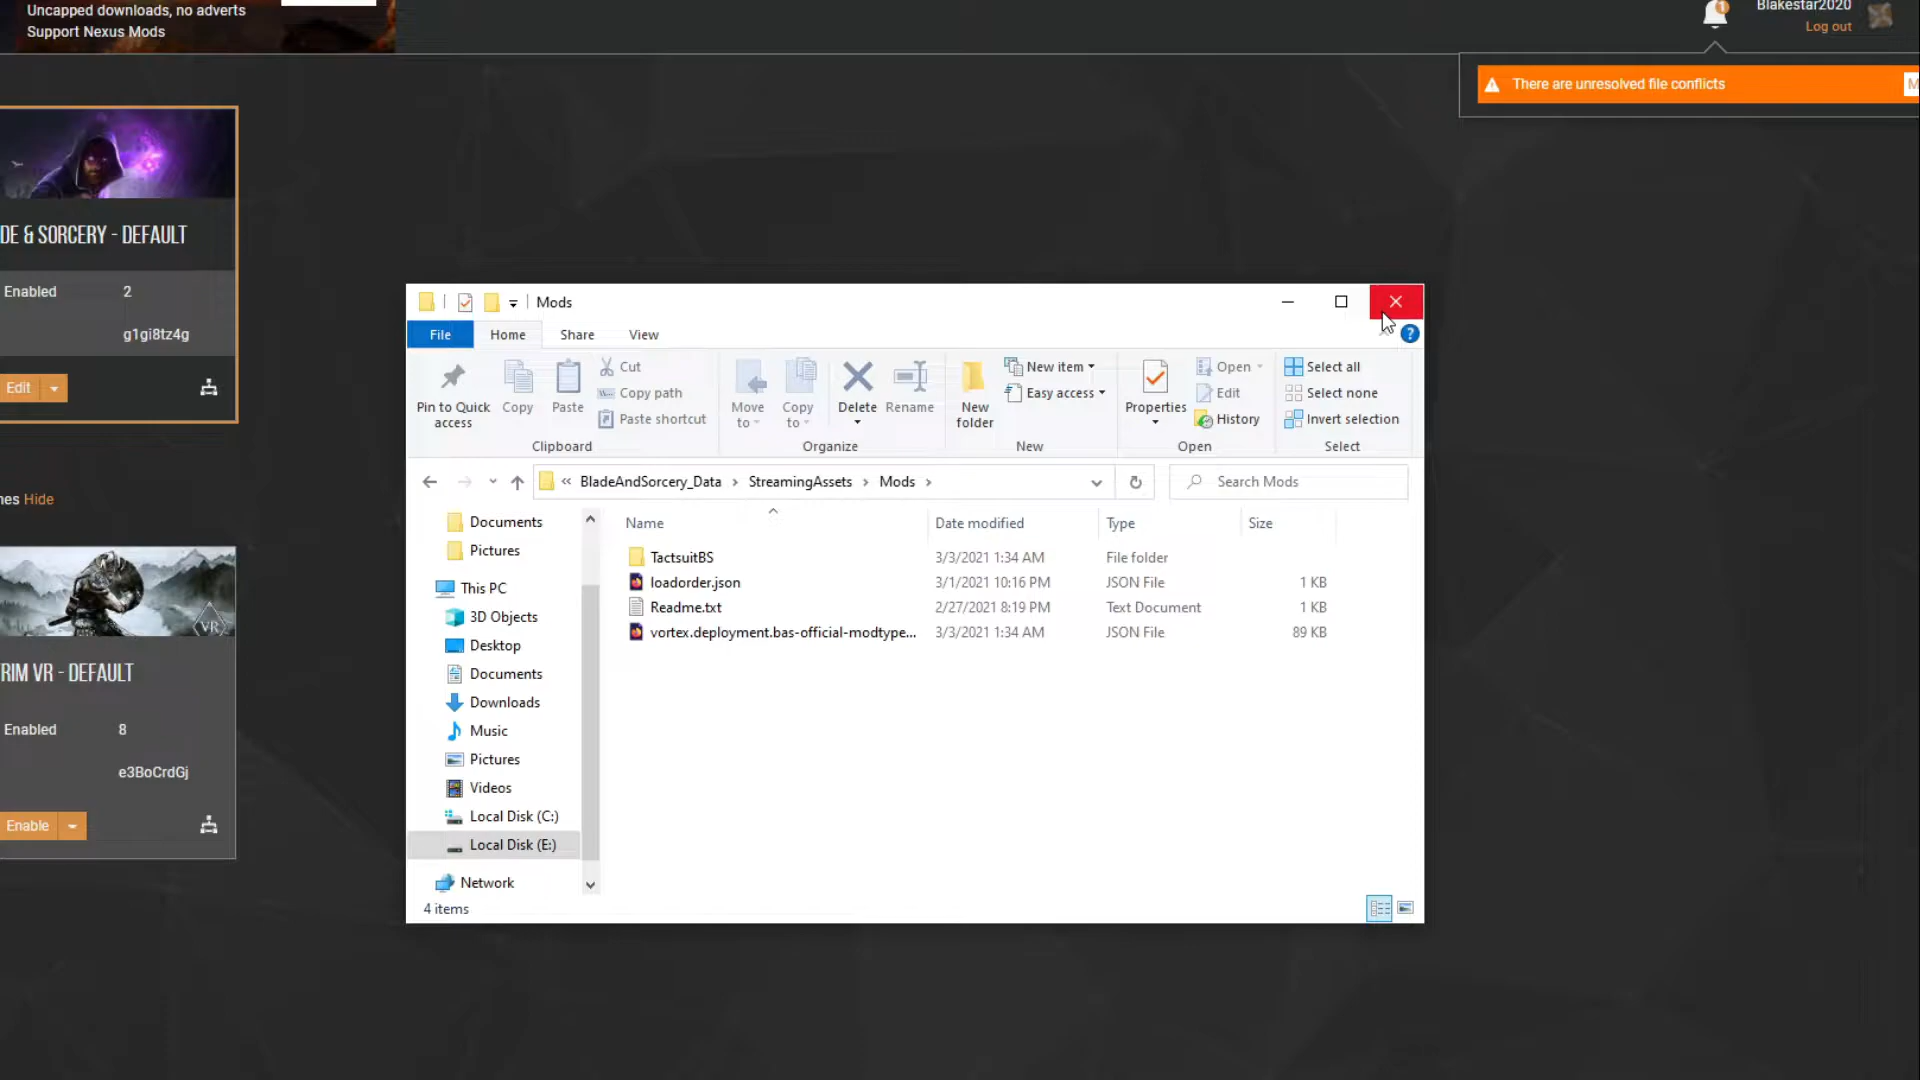 Uncapped downloads, no adverts
Support Nexus Mods
Blakestar2020
Log out
1
There are unresolved file conflicts
M
DE & SORCERY - DEFAULT
Enabled 2
g1gi8tz4g
Edit
nes Hide
VR
RIM VR - DEFAULT
Enabled 8
e3BoCrdGj
Enable
Mods
File Home Share View
Pin to Quick access
Copy
Paste
Cut
Copy path
Paste shortcut
Clipboard
Move to
Copy to
Delete
Rename
Organize
New folder
New item
Easy access
New
Properties
Open
Edit
History
Open
Select all
Select none
Invert selection
Select
« BladeAndSorcery_Data › StreamingAssets › Mods ›
Search Mods
Documents
Pictures
This PC
3D Objects
Desktop
Documents
Downloads
Music
Pictures
Videos
Local Disk (C:)
Local Disk (E:)
Network
Name Date modified Type Size
TactsuitBS 3/3/2021 1:34 AM File folder
loadorder.json 3/1/2021 10:16 PM JSON File 1 KB
Readme.txt 2/27/2021 8:19 PM Text Document 1 KB
vortex.deployment.bas-official-modtype... 3/3/2021 1:34 AM JSON File 89 KB
4 items